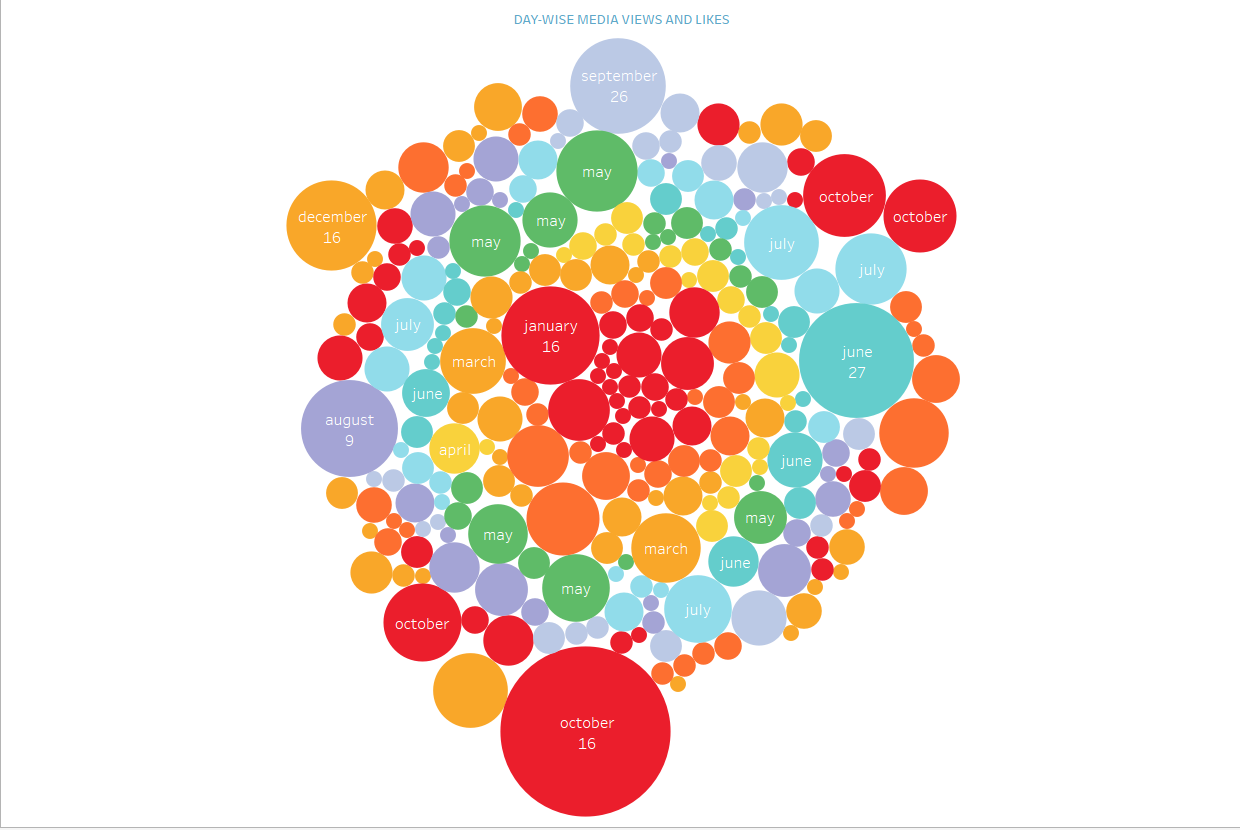 DAY-WISE MEDIA VIEWS AND LIKES
september
26
may
october
december
16
october
may
may
july
july
january
16
july
june
27
march
june
august
9
april
june
may
may
march
june
may
july
october
october
16